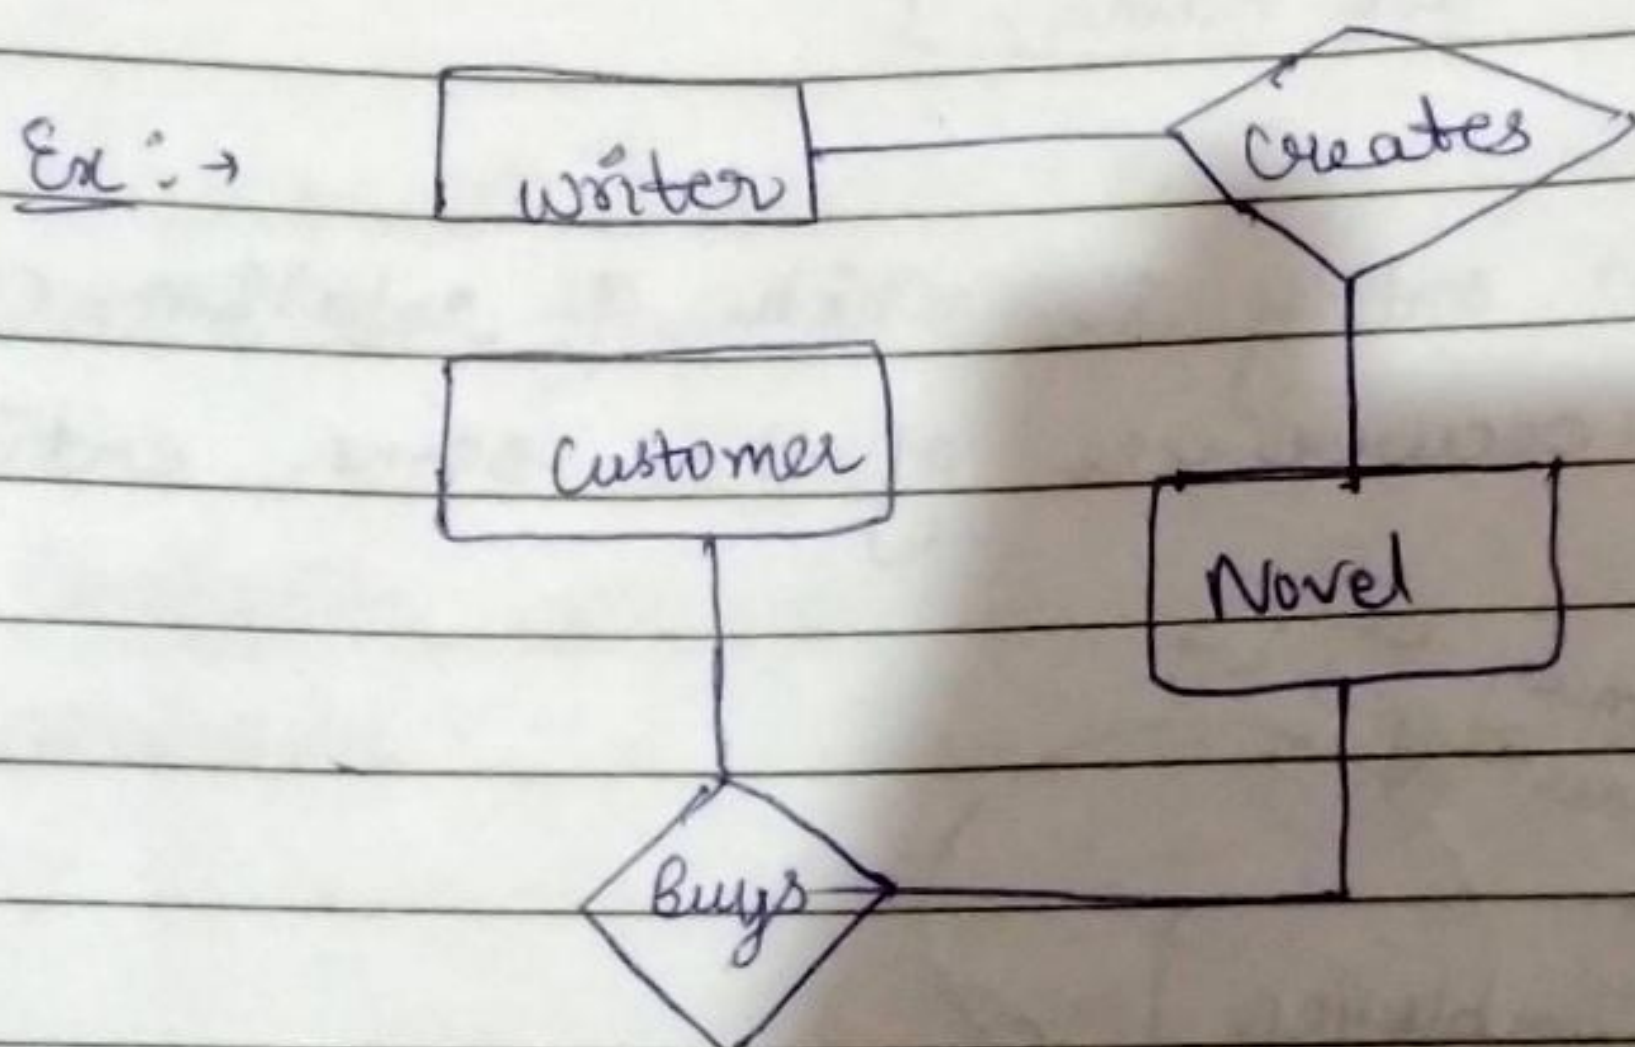 Ex :→ writer creates
customer
Novel
Buys